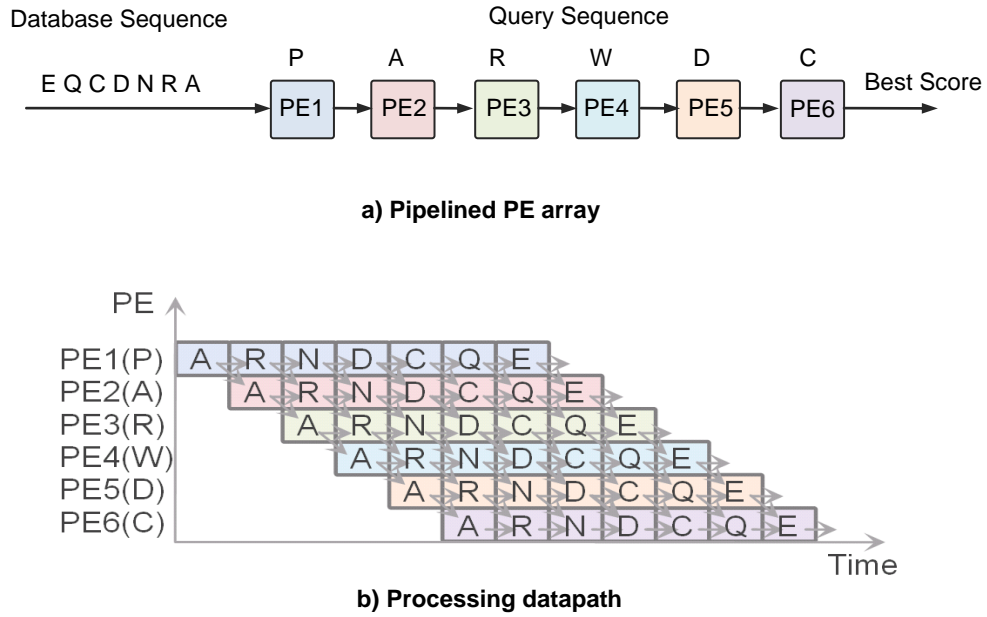 Database Sequence
Query Sequence
P A R W D C
E Q C D N R A
PE1 PE2 PE3 PE4 PE5 PE6
Best Score
a) Pipelined PE array
PE
PE1(P) A R N D C Q E
PE2(A) A R N D C Q E
PE3(R) A R N D C Q E
PE4(W) A R N D C Q E
PE5(D) A R N D C Q E
PE6(C) A R N D C Q E
Time
b) Processing datapath